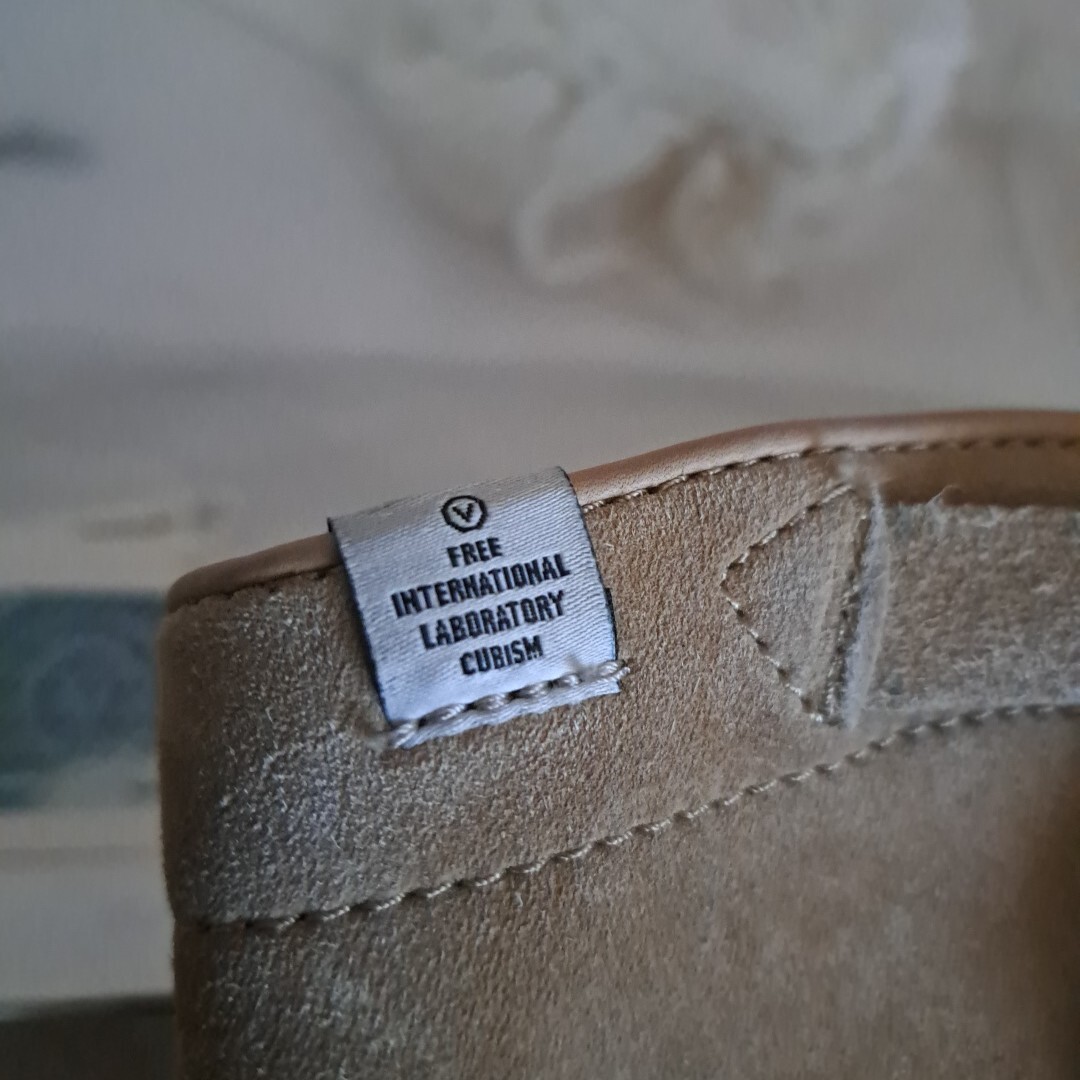 V
FREE
INTERNATIONAL
LABORATORY
CUBISM